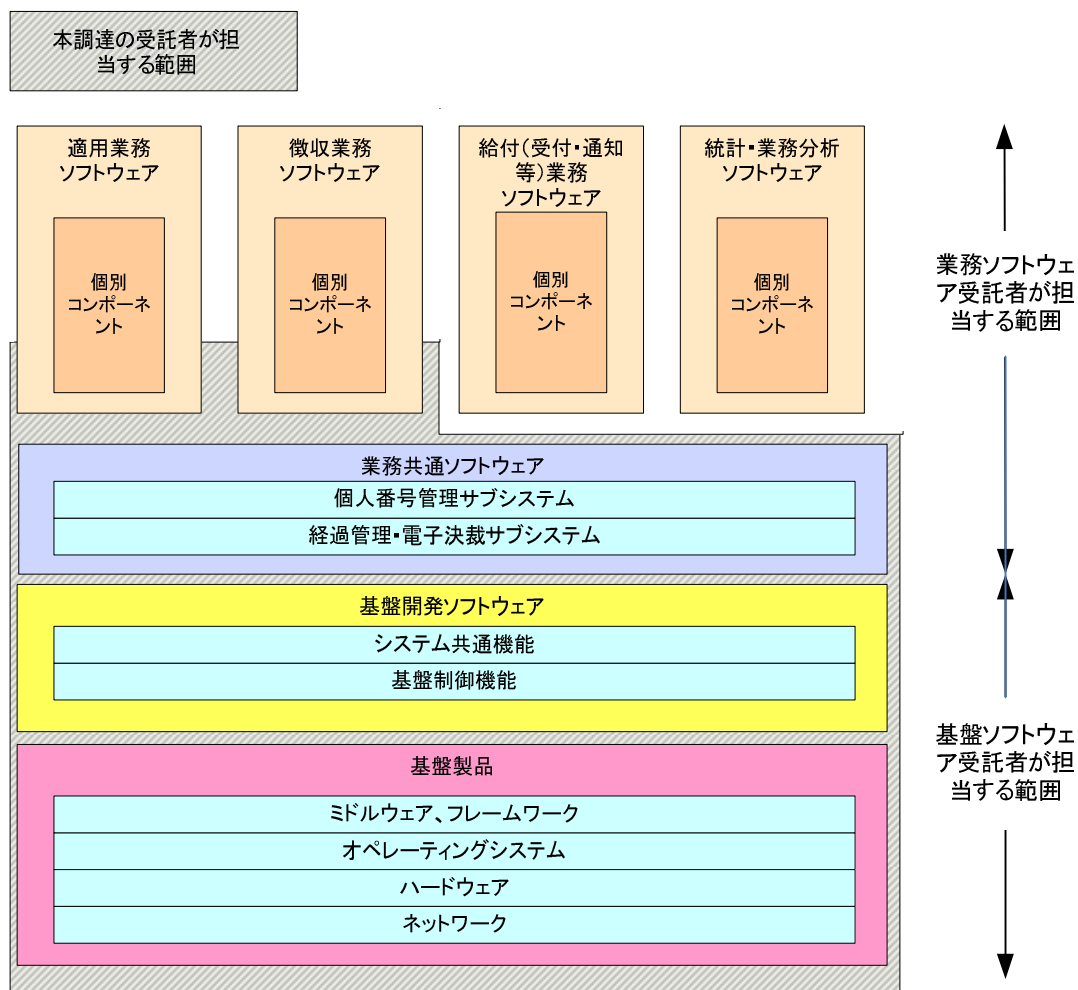 本調達の受託者が担
当する範囲
適用業務
ソフトウェア
個別
コンポーネ
ント
徴収業務
ソフトウェア
個別
コンポーネ
ント
給付(受付・通知
等)業務
ソフトウェア
個別
コンポーネ
ント
統計・業務分析
ソフトウェア
個別
コンポーネ
ント
業務ソフトウェ
ア受託者が担
当する範囲
業務共通ソフトウェア
個人番号管理サブシステム
経過管理・電子決裁サブシステム
基盤開発ソフトウェア
システム共通機能
基盤制御機能
基盤製品
ミドルウェア、フレームワーク
オペレーティングシステム
ハードウェア
ネットワーク
基盤ソフトウェ
ア受託者が担
当する範囲